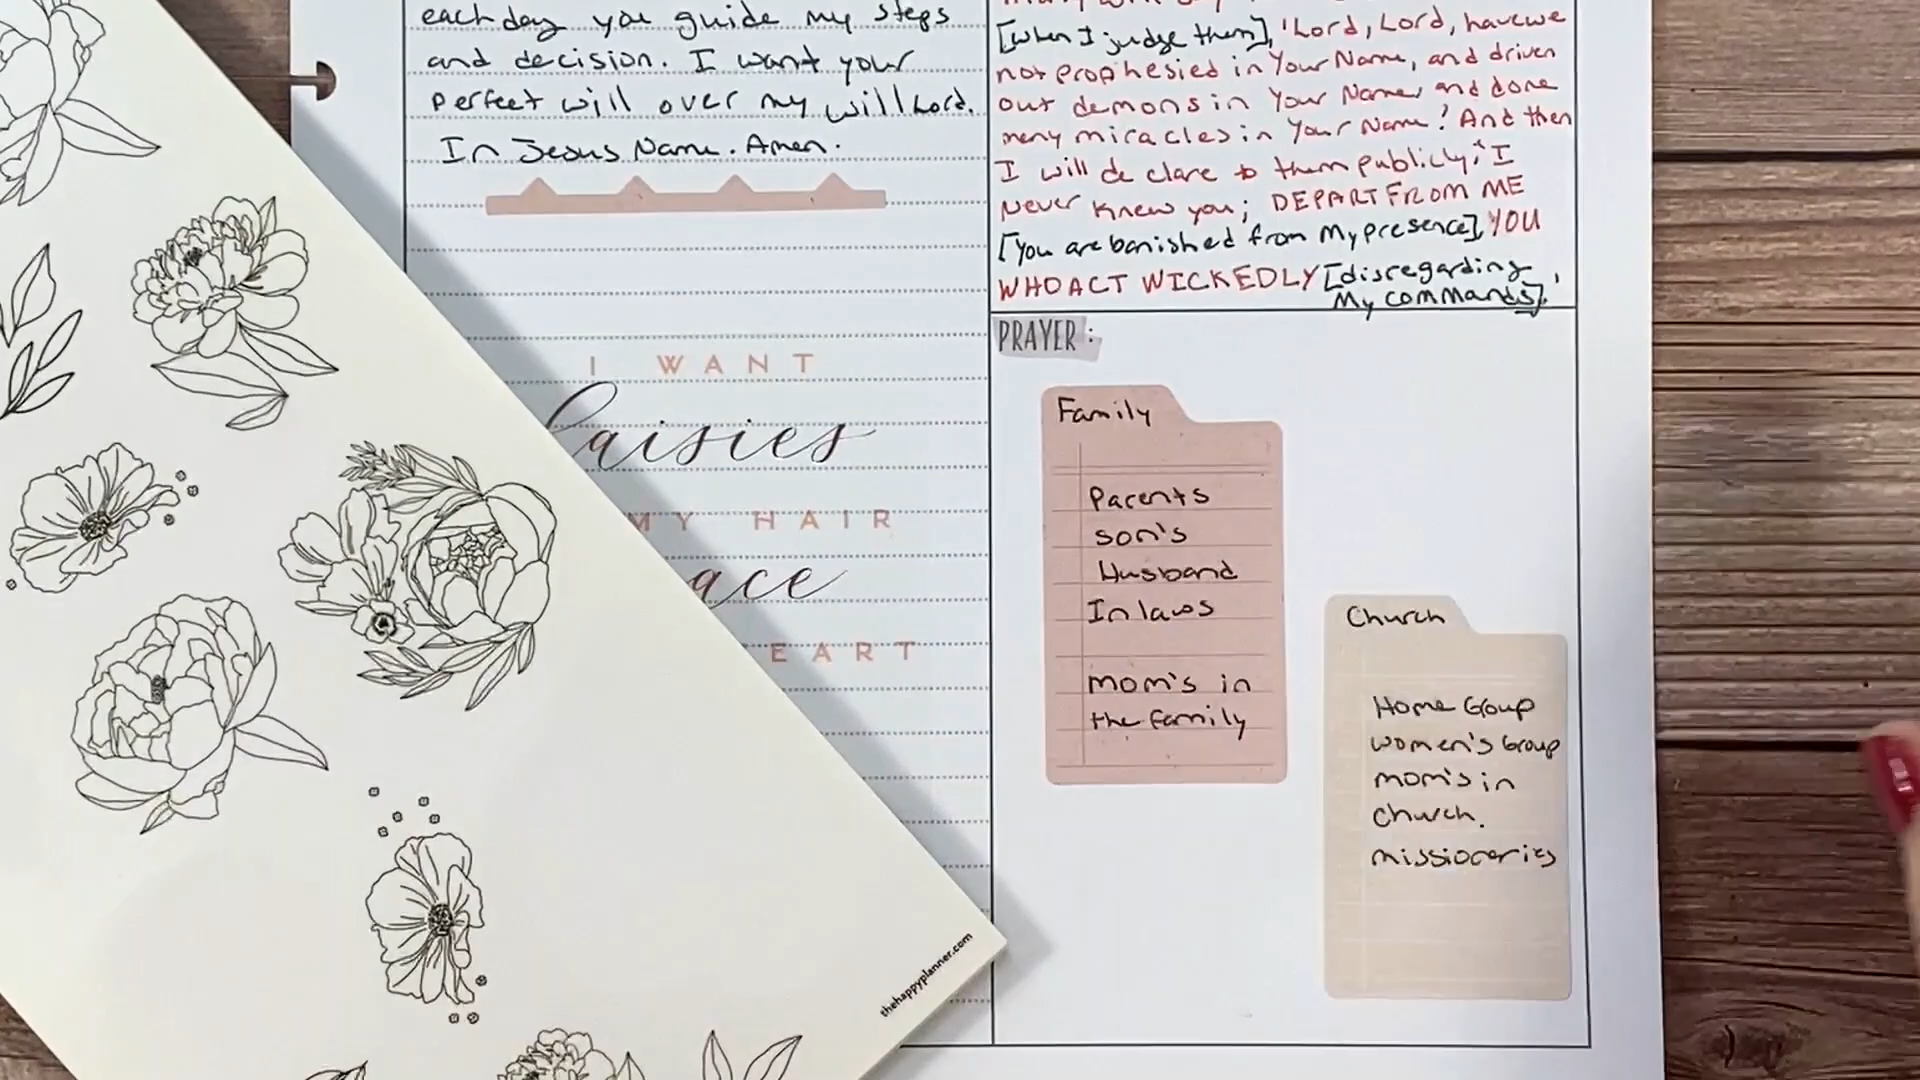 each day you guide my steps
and decision. I want your
perfect will over my will Lord.
In Jesus Name. Amen.
I WANT
aisies
MY HAIR
ace
EART
[when I judge them], 'Lord, Lord, have we
not prophesied in Your Name, and driven
out demons in Your Name, and done
many miracles in Your Name? And then
I will declare to them publicly, 'I
never knew you; DEPART FROM ME
[you are banished from My presence], YOU
WHO ACT WICKEDLY [disregarding
My commands].'
PRAYER:
Family
Parents
son's
Husband
In laws
mom's in
the family
Church
Home Group
women's Group
mom's in
church.
missionaries
thehappyplanner.com